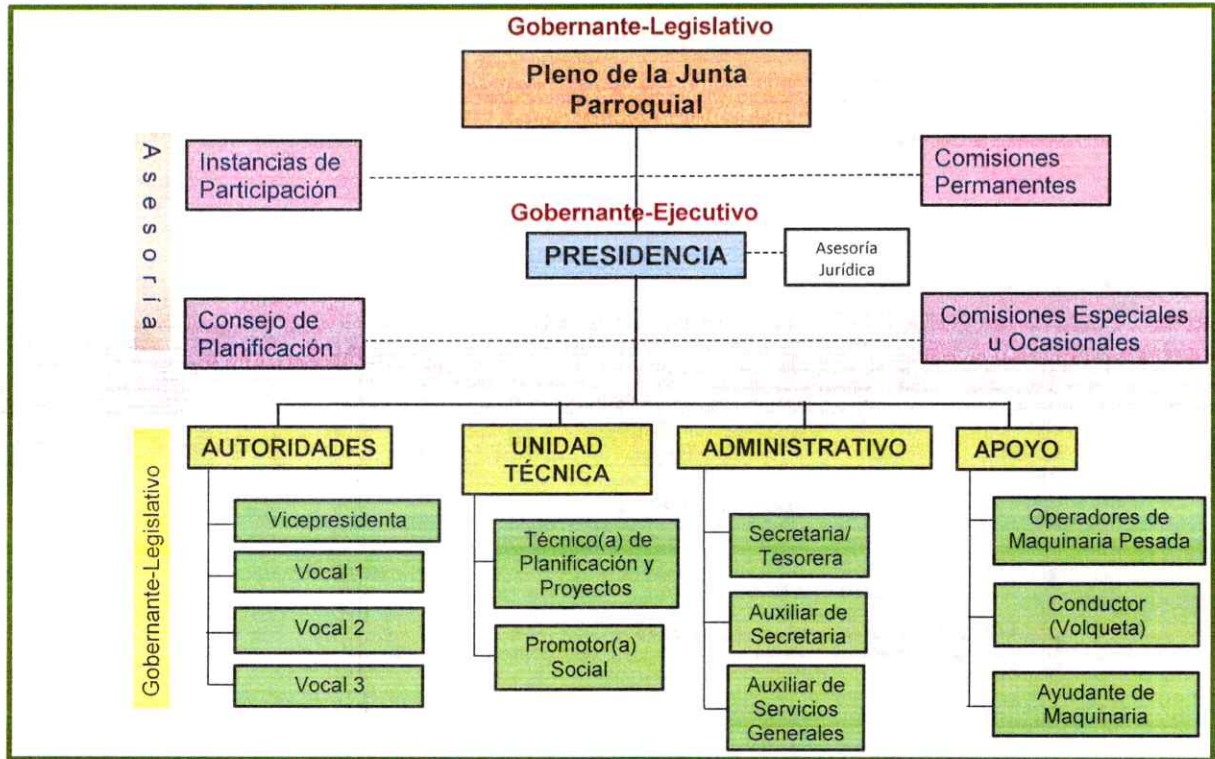 Gobernante-Legislativo
Pleno de la Junta
Parroquial
Asesoría
Instancias de
Participación
Comisiones
Permanentes
Gobernante-Ejecutivo
PRESIDENCIA
Asesoría
Jurídica
Consejo de
Planificación
Comisiones Especiales
u Ocasionales
Gobernante-Legislativo
AUTORIDADES
Vicepresidenta
Vocal 1
Vocal 2
Vocal 3
UNIDAD
TÉCNICA
Técnico(a) de
Planificación y
Proyectos
Promotor(a)
Social
ADMINISTRATIVO
Secretaria/
Tesorera
Auxiliar de
Secretaria
Auxiliar de
Servicios
Generales
APOYO
Operadores de
Maquinaria Pesada
Conductor
(Volqueta)
Ayudante de
Maquinaria